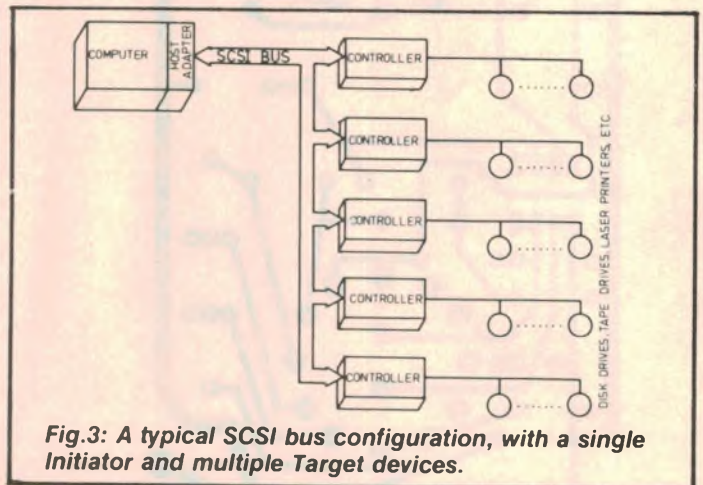 COMPUTER
HOST
ADAPTER
SCSI BUS
CONTROLLER
CONTROLLER
CONTROLLER
CONTROLLER
CONTROLLER
DISK DRIVES, TAPE DRIVES, LASER PRINTERS, ETC
Fig.3: A typical SCSI bus configuration, with a single
Initiator and multiple Target devices.